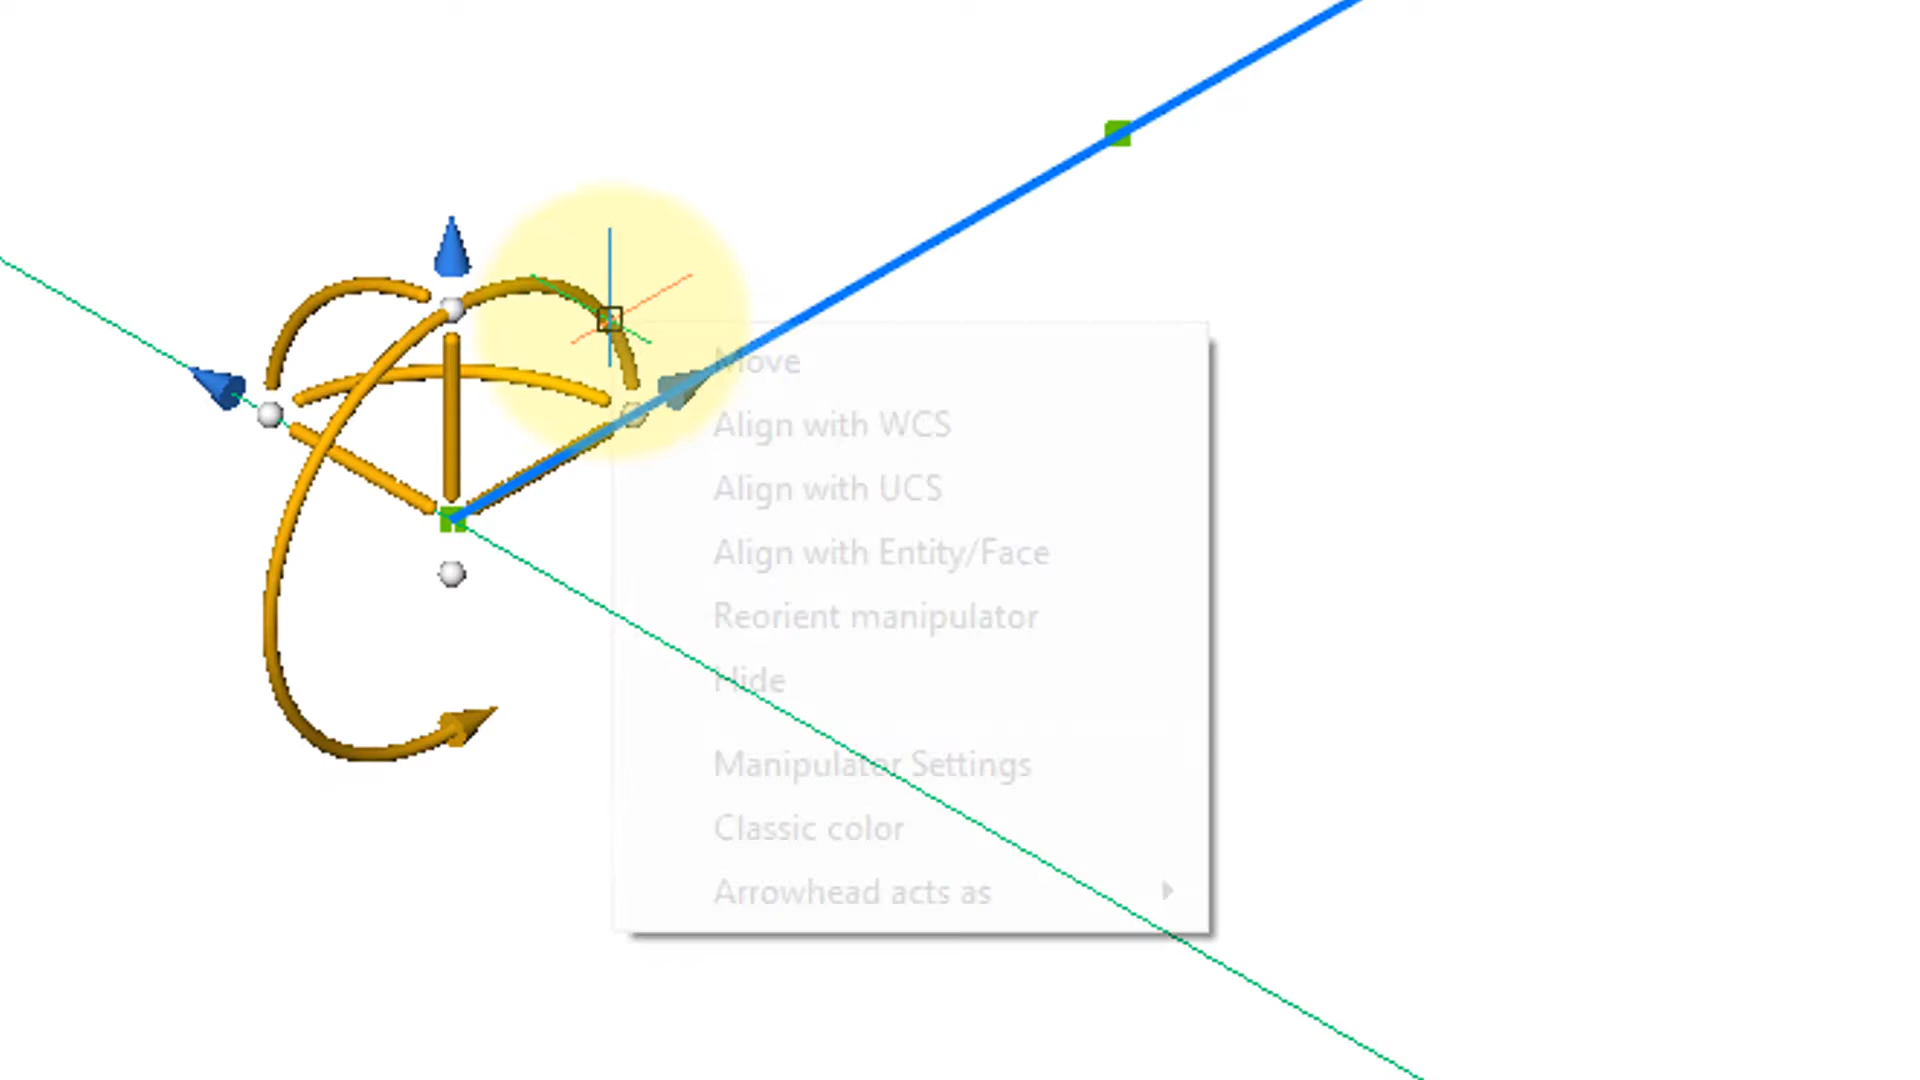 Move
Align with WCS
Align with UCS
Align with Entity/Face
Reorient manipulator
Hide
Manipulator Settings
Classic color
Arrowhead acts as